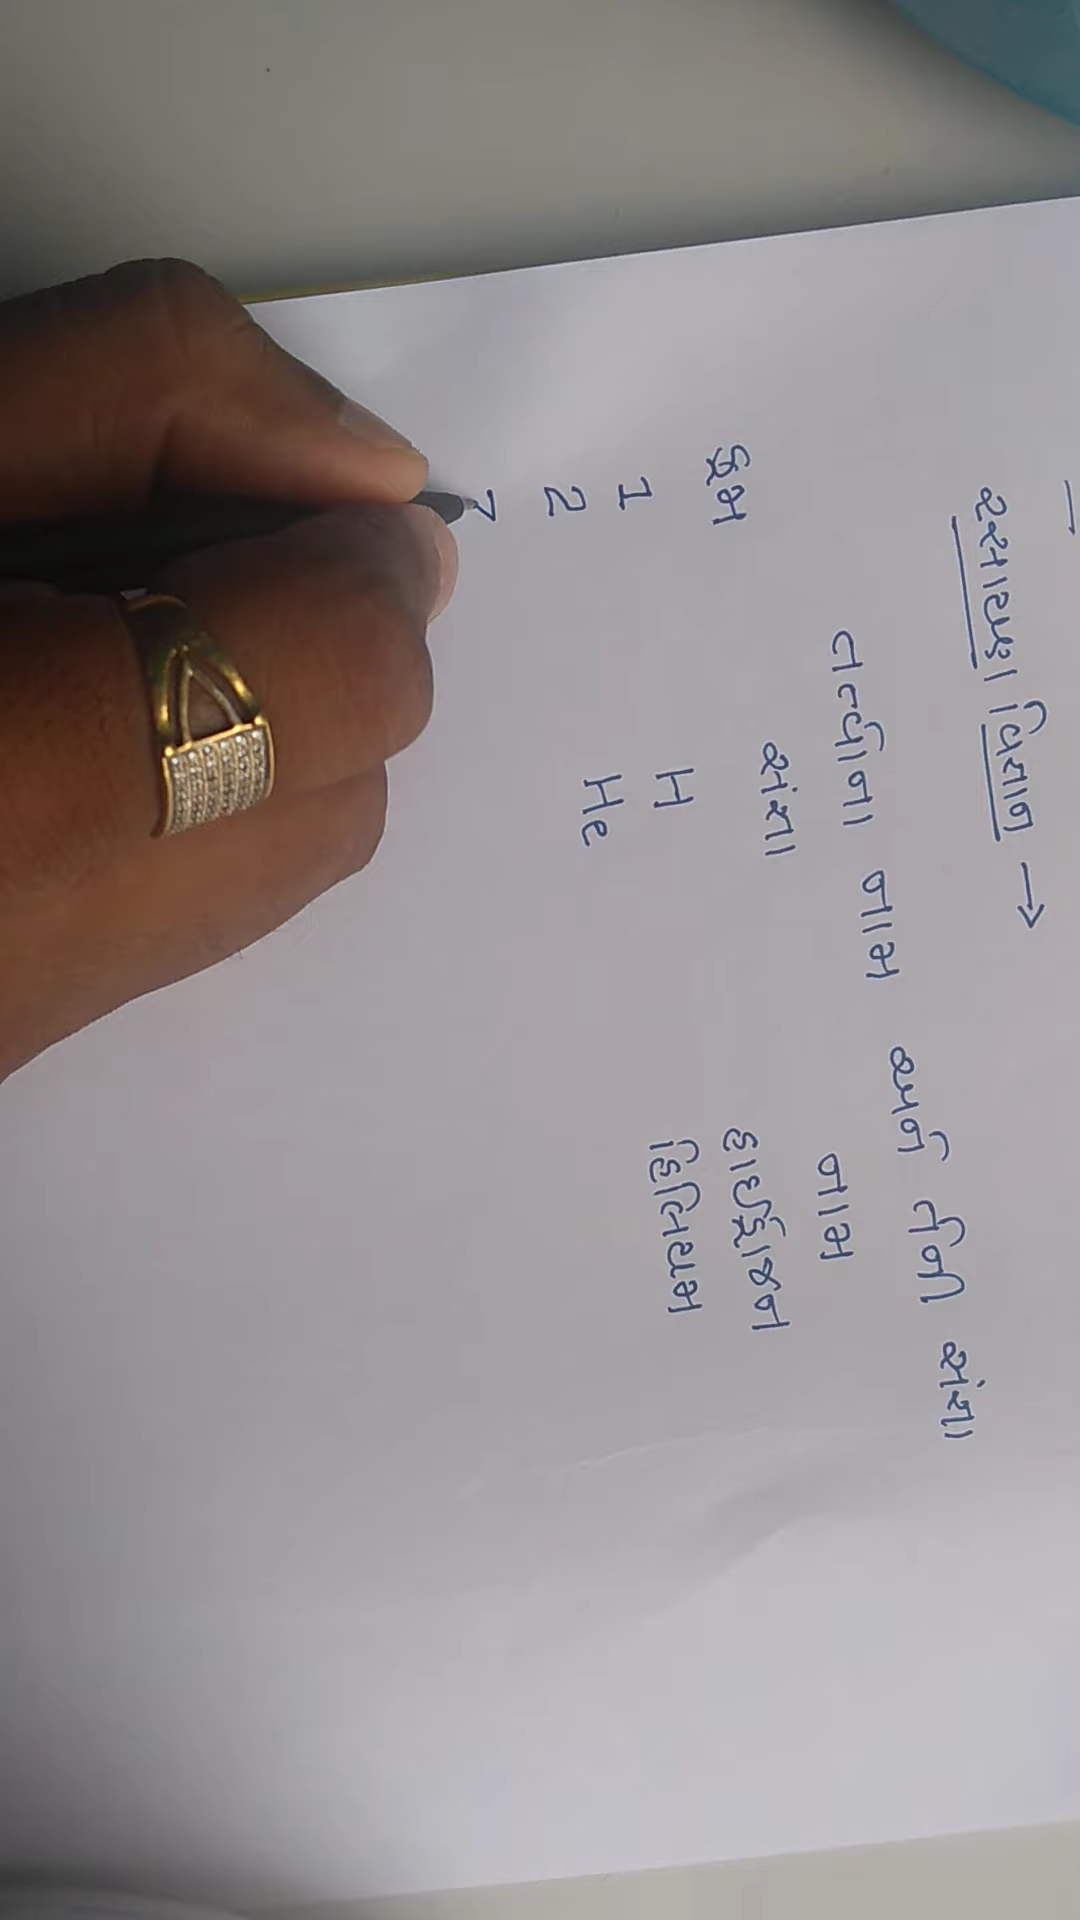 રસાયણ વિજ્ઞાન →
તત્વોના નામ અને તેની સંજ્ઞા
ક્રમ સંજ્ઞા નામ
1 H હાઈડ્રોજન
2 He હિલિયમ